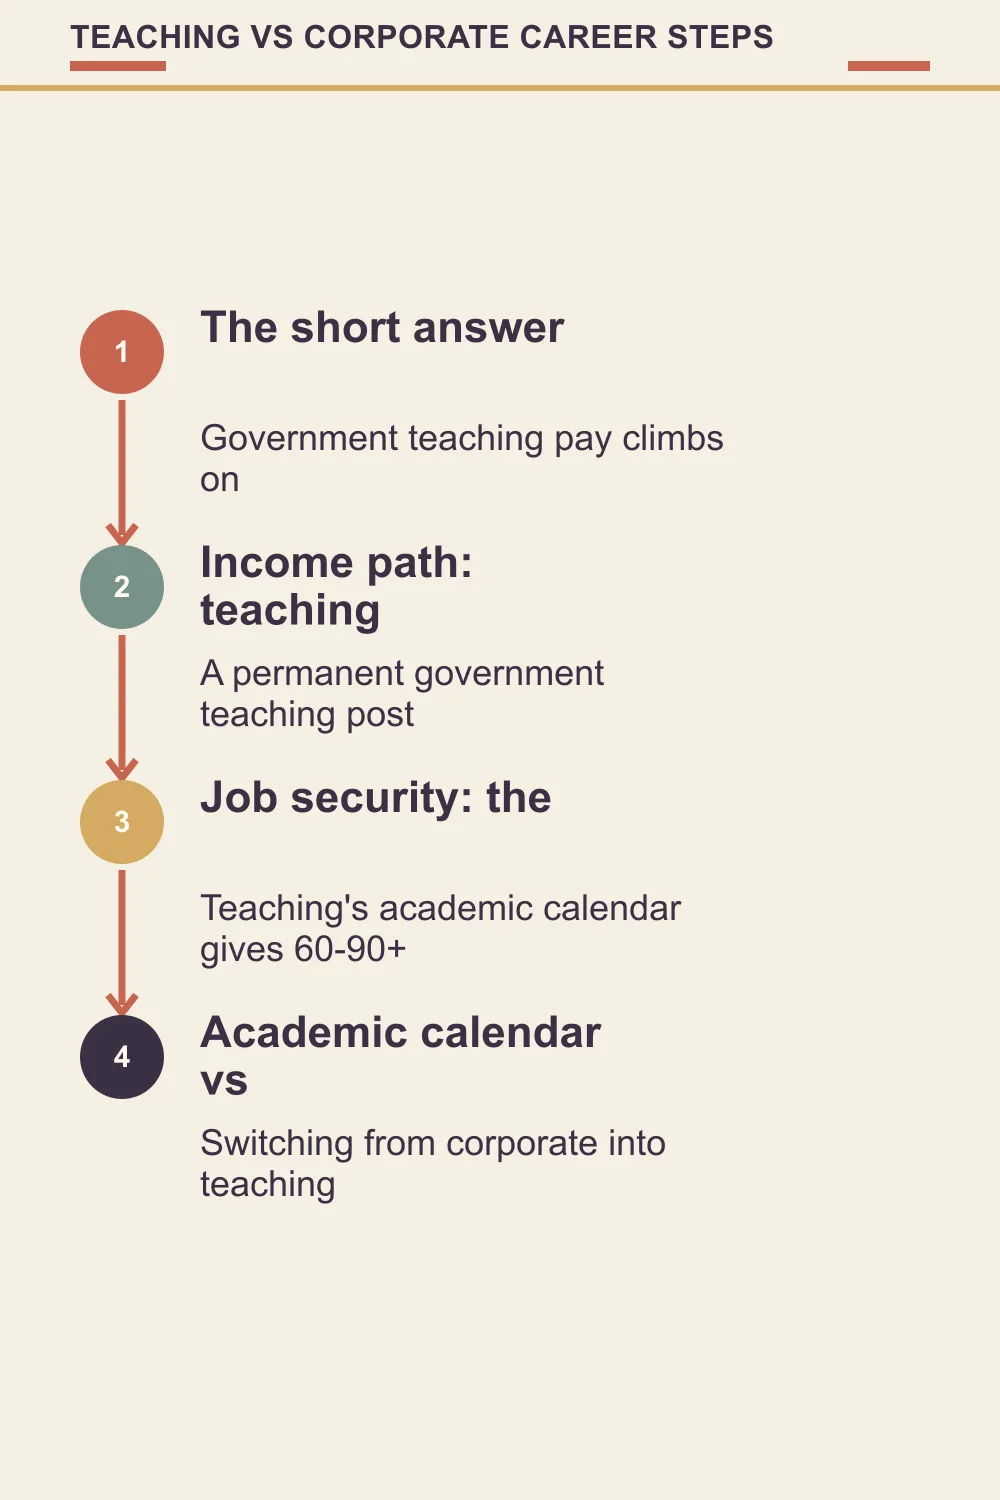 TEACHING VS CORPORATE CAREER STEPS
1
The short answer
Government teaching pay climbs
on
2
Income path:
teaching
A permanent government
teaching post
3
Job security: the
Teaching's academic calendar
gives 60-90+
4
Academic calendar
vs
Switching from corporate into
teaching